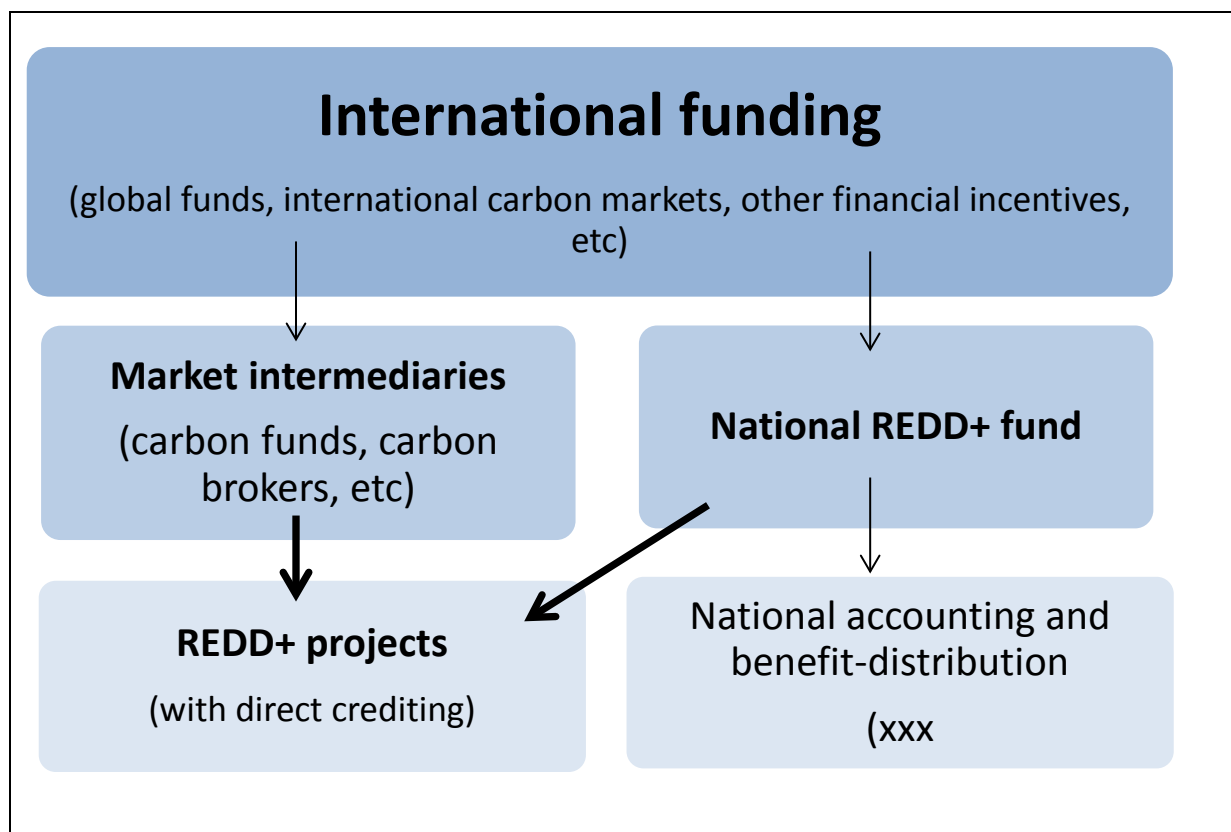 International funding
(global funds, international carbon markets, other financial incentives,
etc)
Market intermediaries
(carbon funds, carbon
brokers, etc)
National REDD+ fund
REDD+ projects
(with direct crediting)
National accounting and
benefit-distribution
(xxx